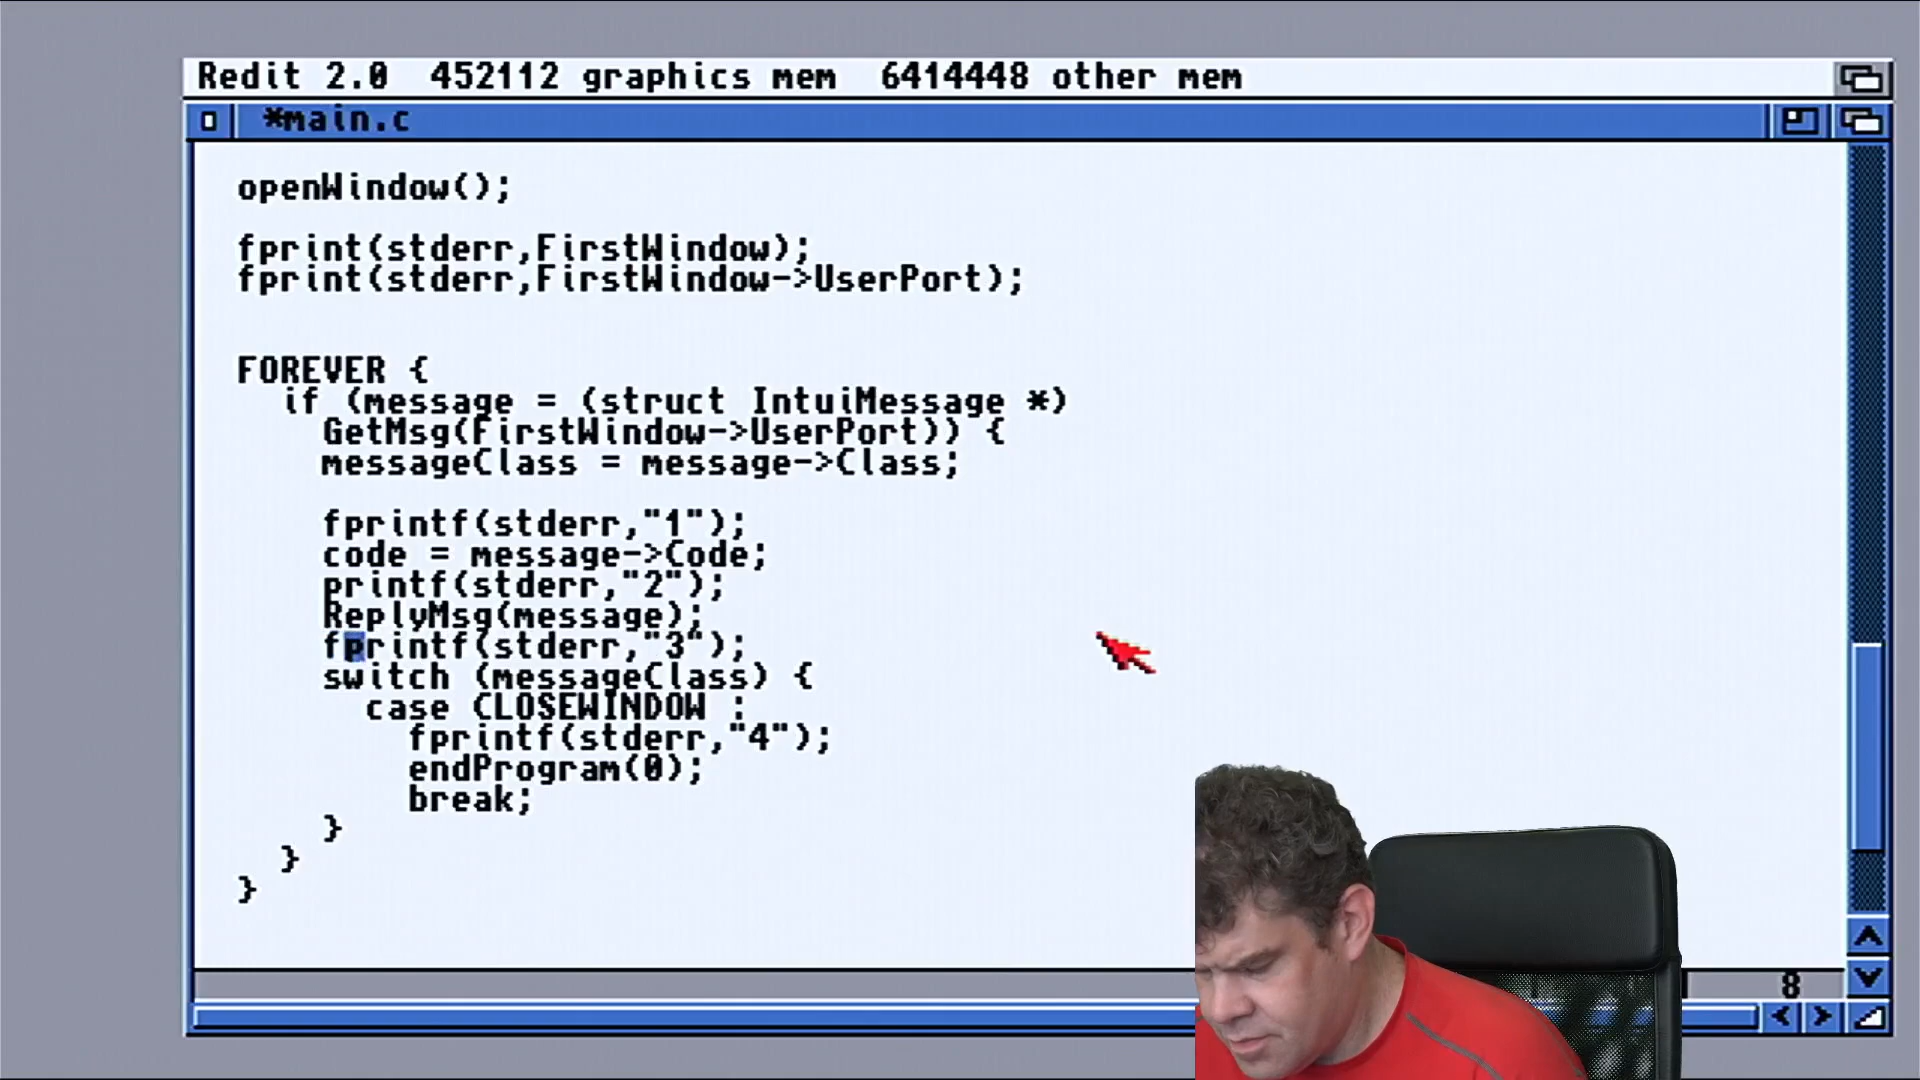 Redit 2.0 452112 graphics mem 6414448 other mem
*main.c
openWindow();
fprint(stderr,FirstWindow);
fprint(stderr,FirstWindow->UserPort);
FOREVER {
if (message = (struct IntuiMessage *)
GetMsg(FirstWindow->UserPort)) {
messageClass = message->Class;
fprintf(stderr,"1");
code = message->Code;
printf(stderr,"2");
ReplyMsg(message);
fprintf(stderr,"3");
switch (messageClass) {
case CLOSEWINDOW :
fprintf(stderr,"4");
endProgram(0);
break;
}
}
}
8